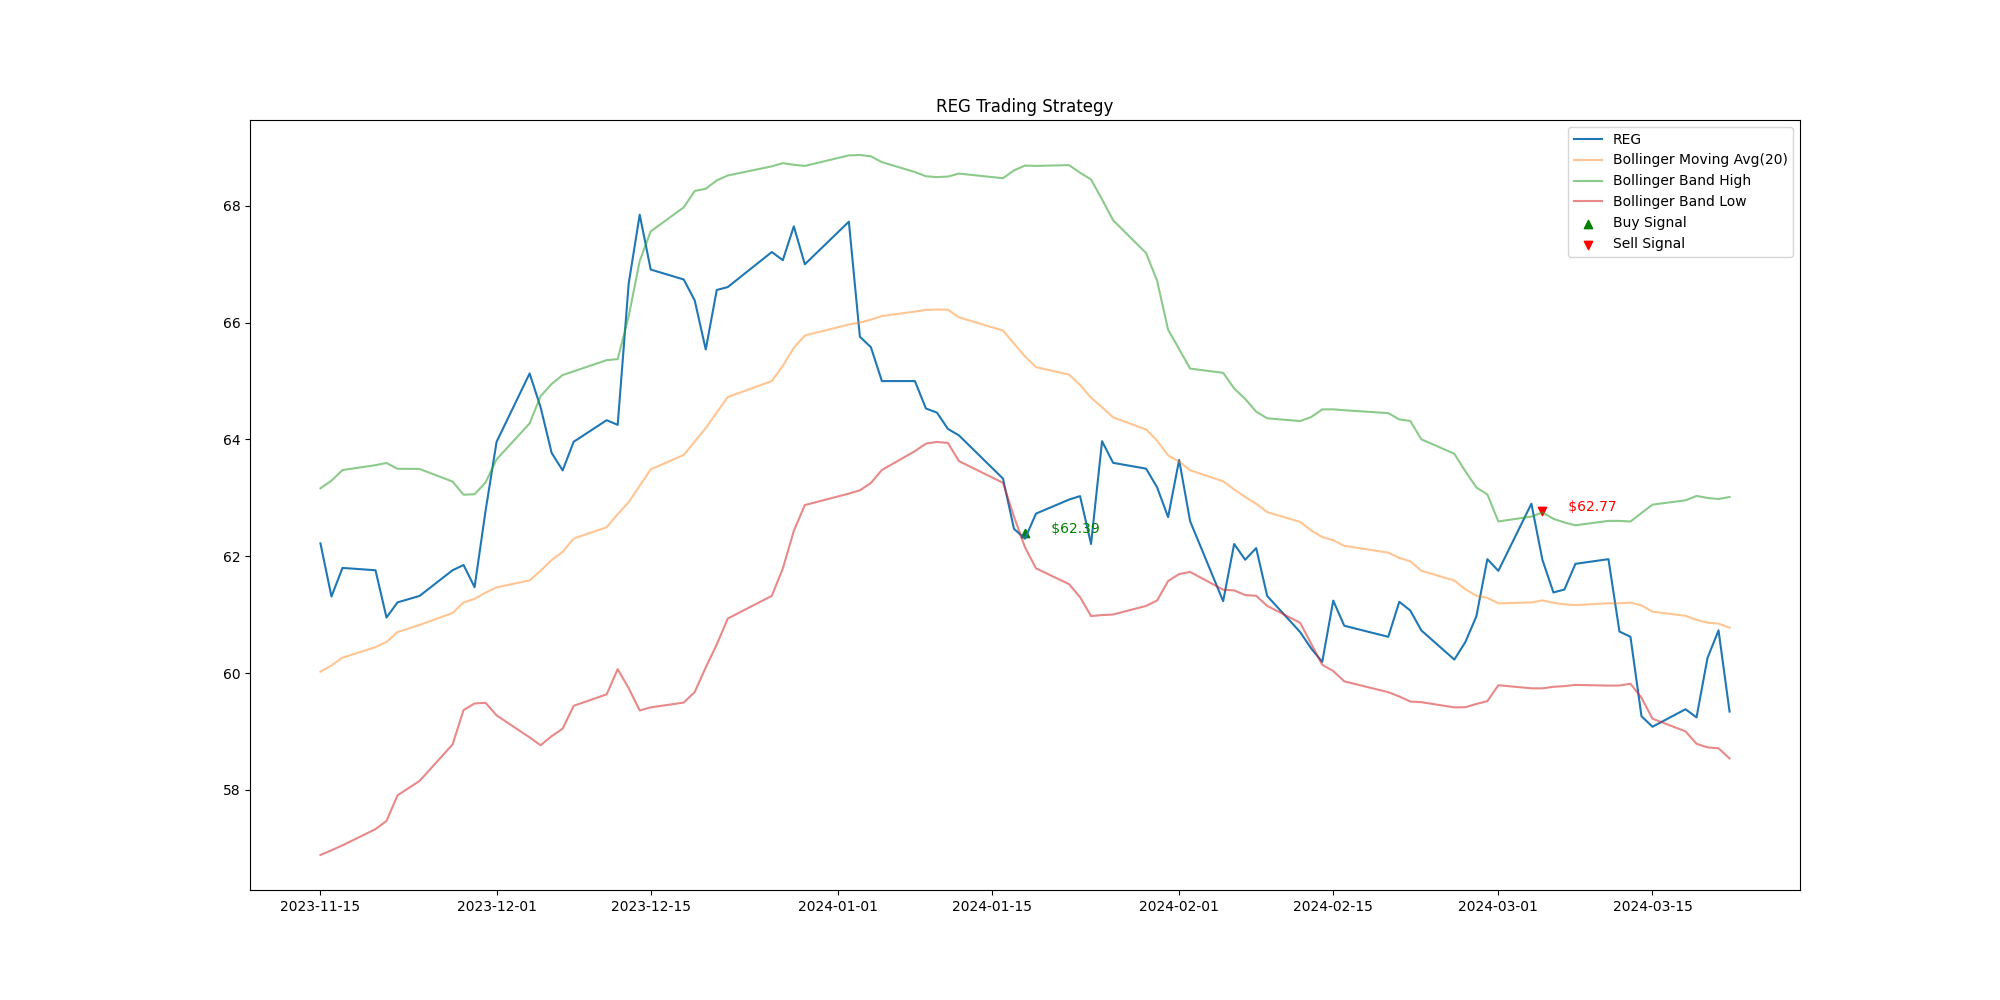 REG Trading Strategy
REG
Bollinger Moving Avg(20)
Bollinger Band High
Bollinger Band Low
Buy Signal
Sell Signal
68
66
64
62
60
58
$62.39
$62.77
2023-11-15
2023-12-01
2023-12-15
2024-01-01
2024-01-15
2024-02-01
2024-02-15
2024-03-01
2024-03-15